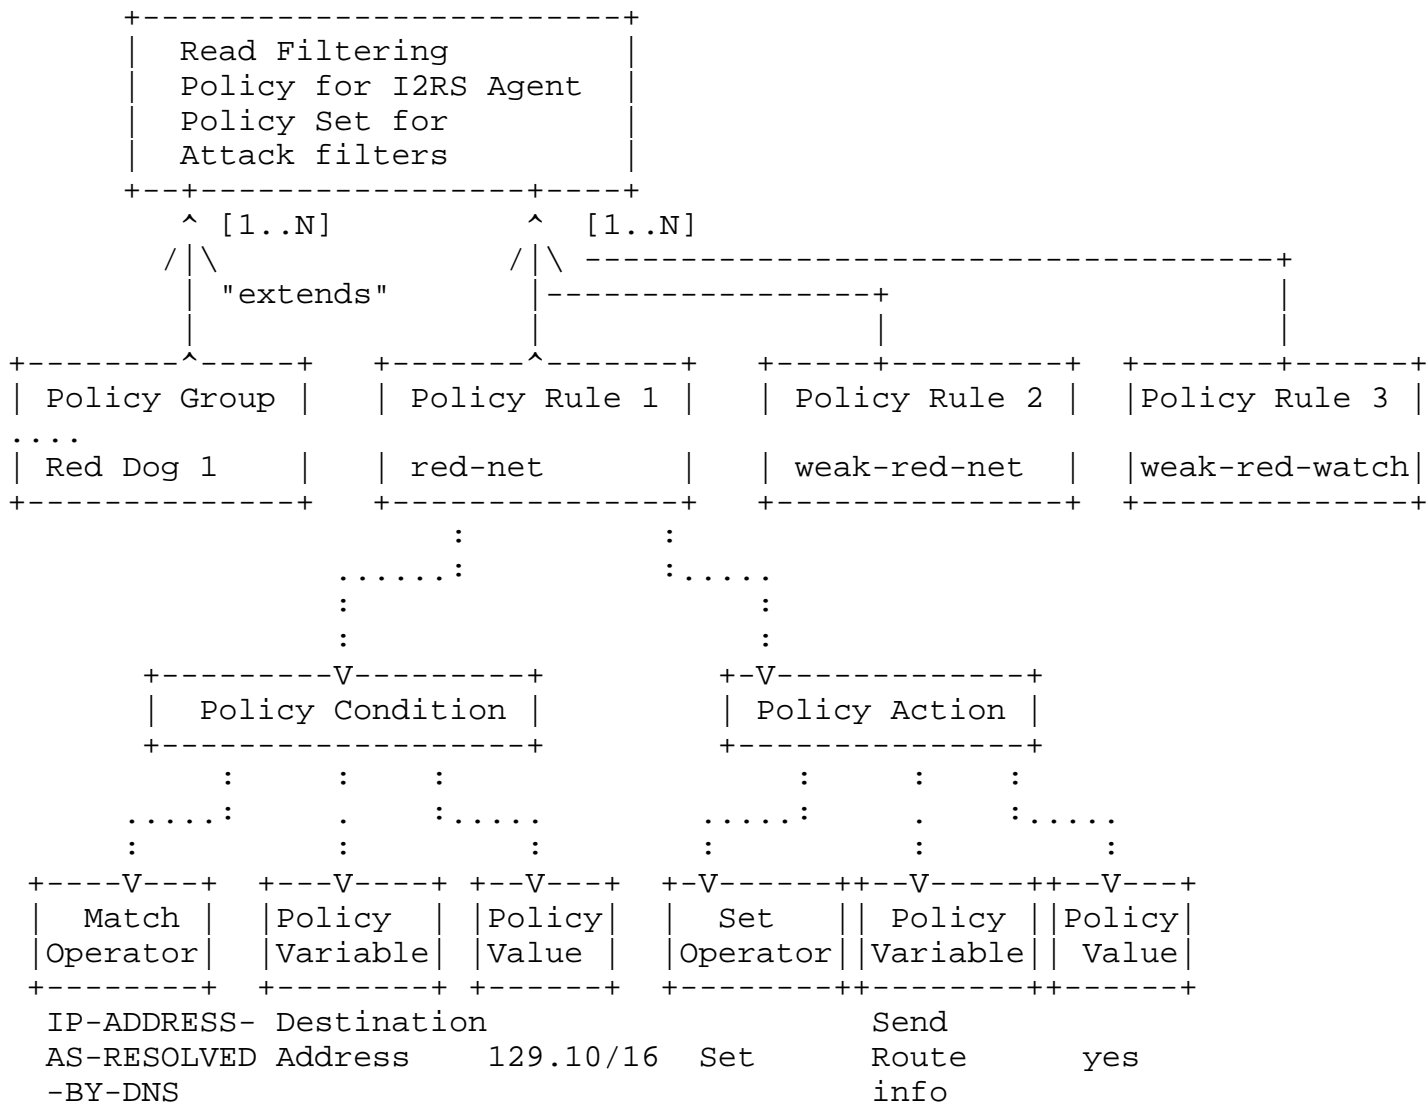 Read Filtering
Policy for I2RS Agent
Policy Set for
Attack filters
[1..N] [1..N]
"extends"
Policy Group Policy Rule 1 Policy Rule 2 Policy Rule 3
....
Red Dog 1 red-net weak-red-net weak-red-watch
Policy Condition Policy Action
Match Policy Policy Set Policy Policy
Operator Variable Value Operator Variable Value
IP-ADDRESS- Destination Send
AS-RESOLVED Address 129.10/16 Set Route yes
-BY-DNS info